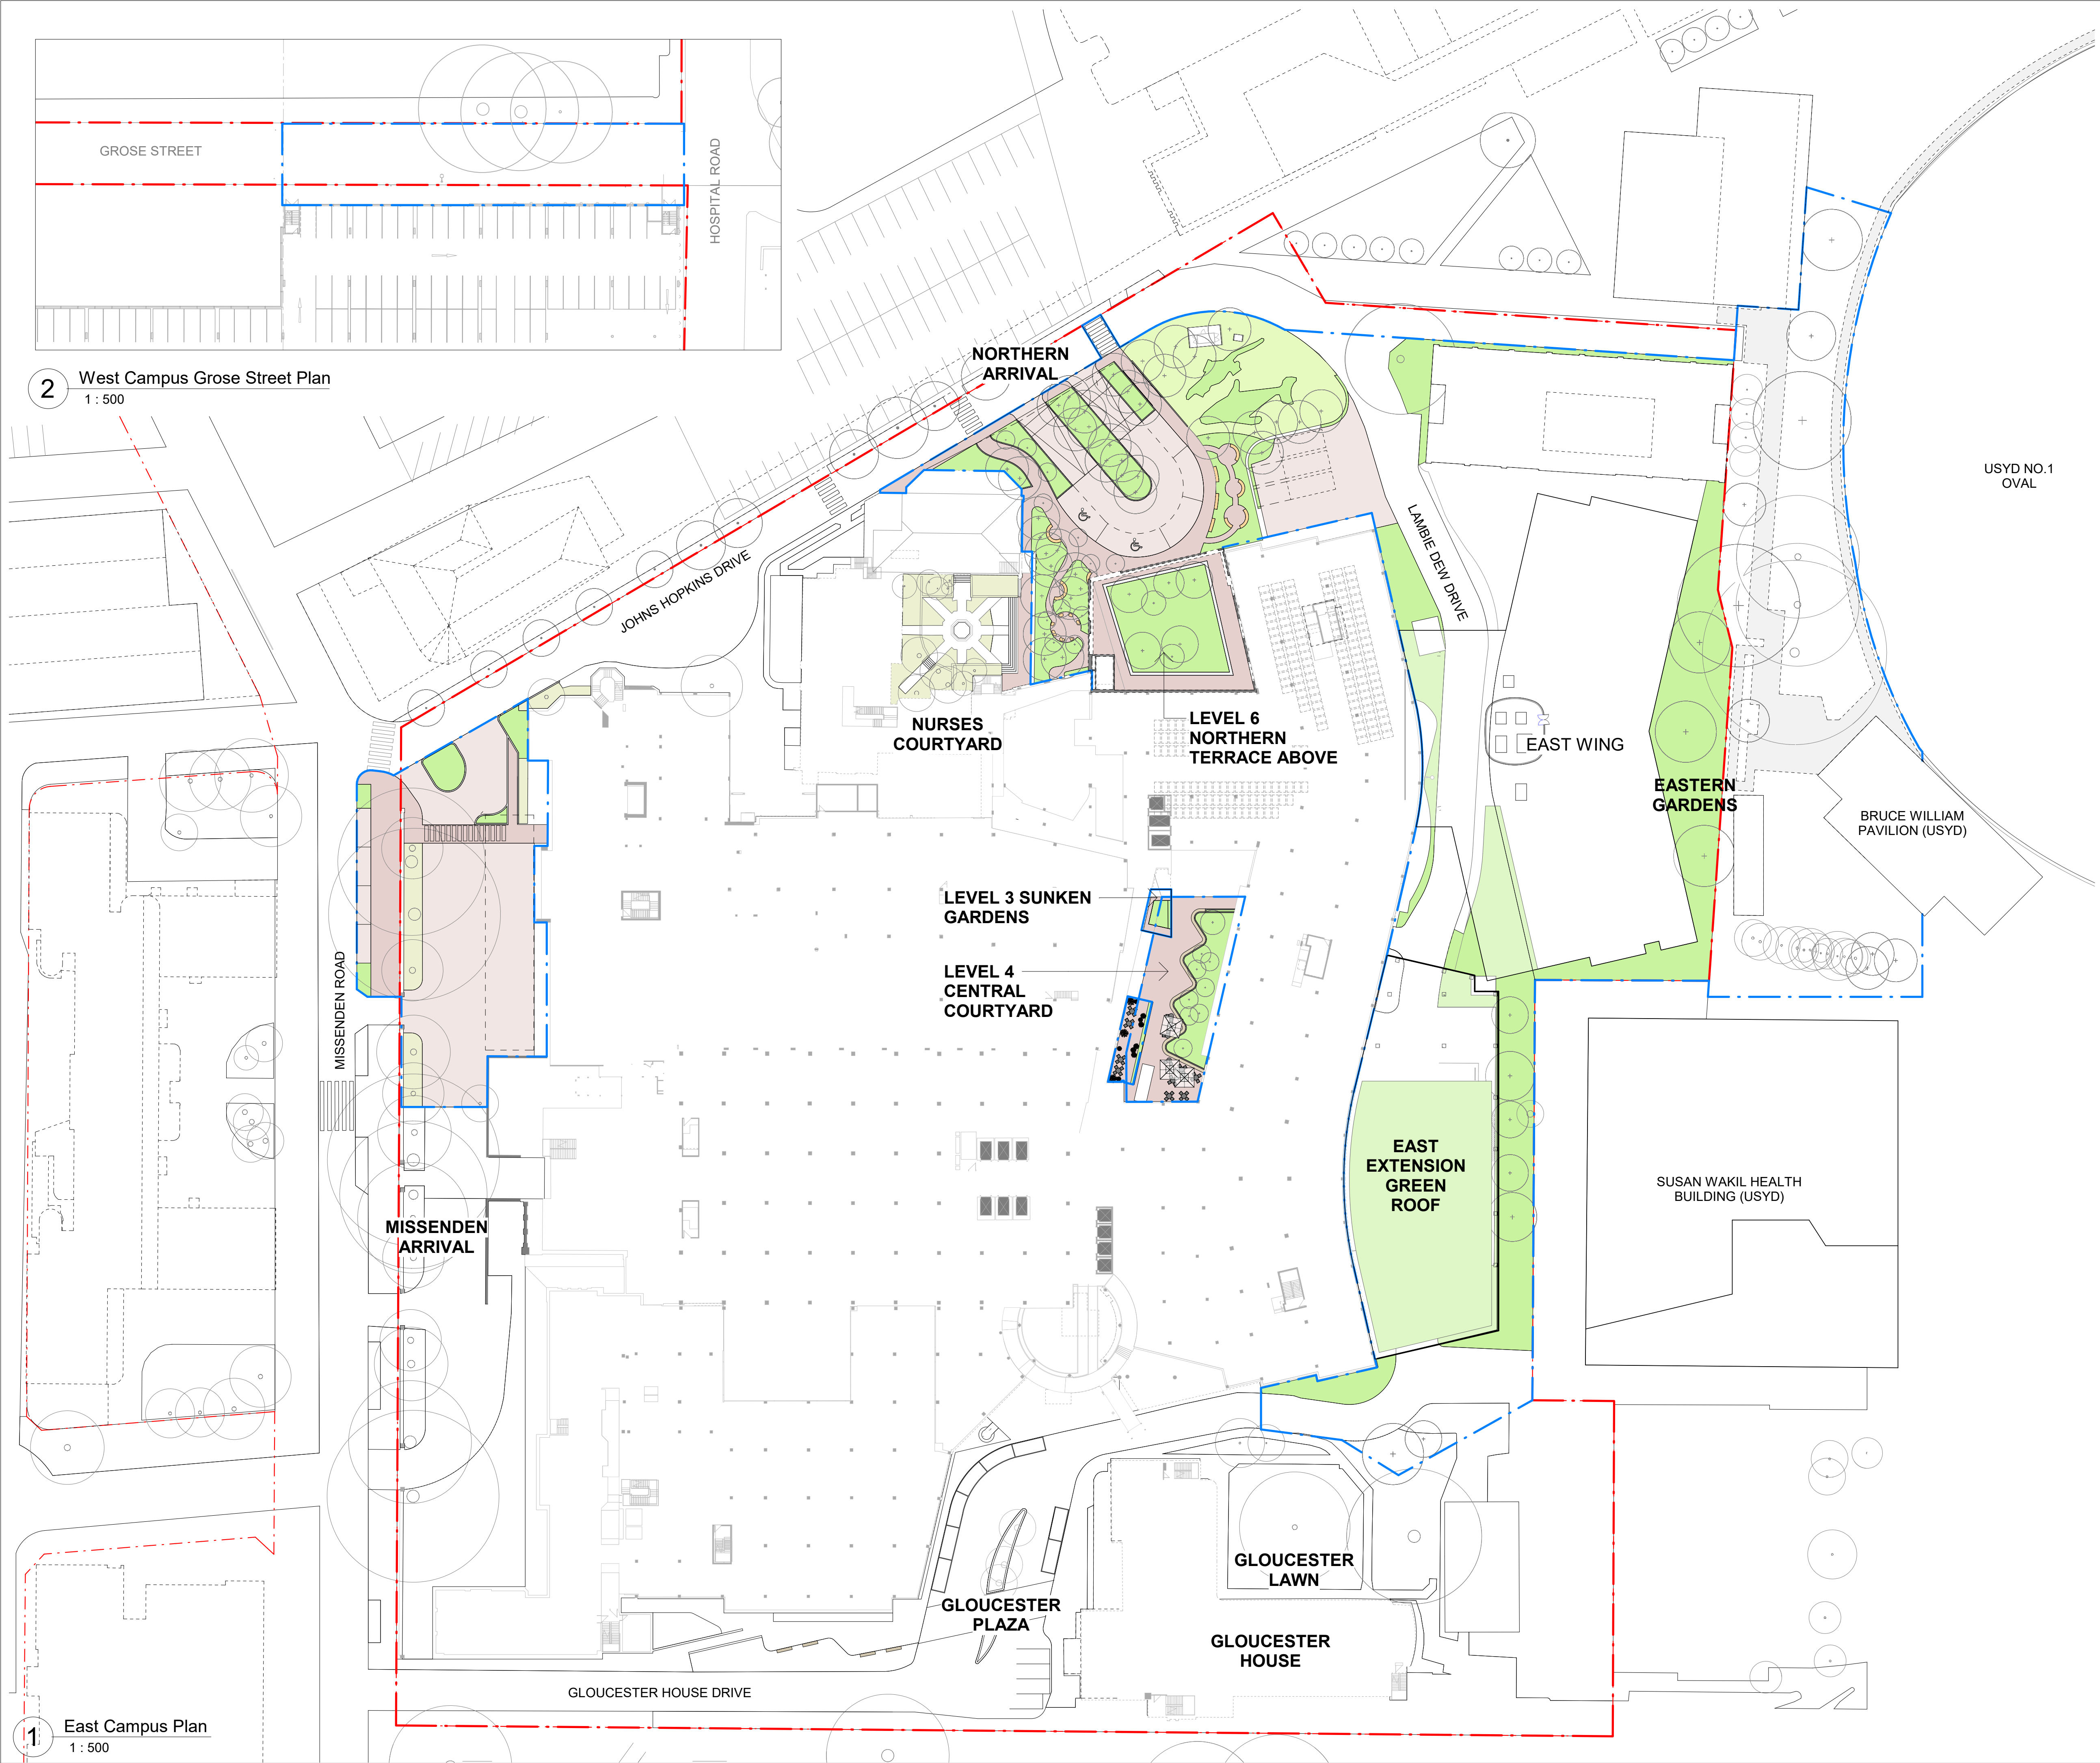 GROSE STREET
HOSPITAL ROAD
2
West Campus Grose Street Plan
1 : 500
NORTHERN
ARRIVAL
USYD NO.1
OVAL
LAMBIE DEW DRIVE
JOHNS HOPKINS DRIVE
NURSES
COURTYARD
LEVEL 6
NORTHERN
TERRACE ABOVE
EAST WING
EASTERN
GARDENS
BRUCE WILLIAM
PAVILION (USYD)
LEVEL 3 SUNKEN
GARDENS
LEVEL 4
CENTRAL
COURTYARD
MISSENDEN ROAD
EAST
EXTENSION
GREEN
ROOF
SUSAN WAKIL HEALTH
BUILDING (USYD)
MISSENDEN
ARRIVAL
GLOUCESTER
LAWN
GLOUCESTER
PLAZA
GLOUCESTER
HOUSE
GLOUCESTER HOUSE DRIVE
1
East Campus Plan
1 : 500